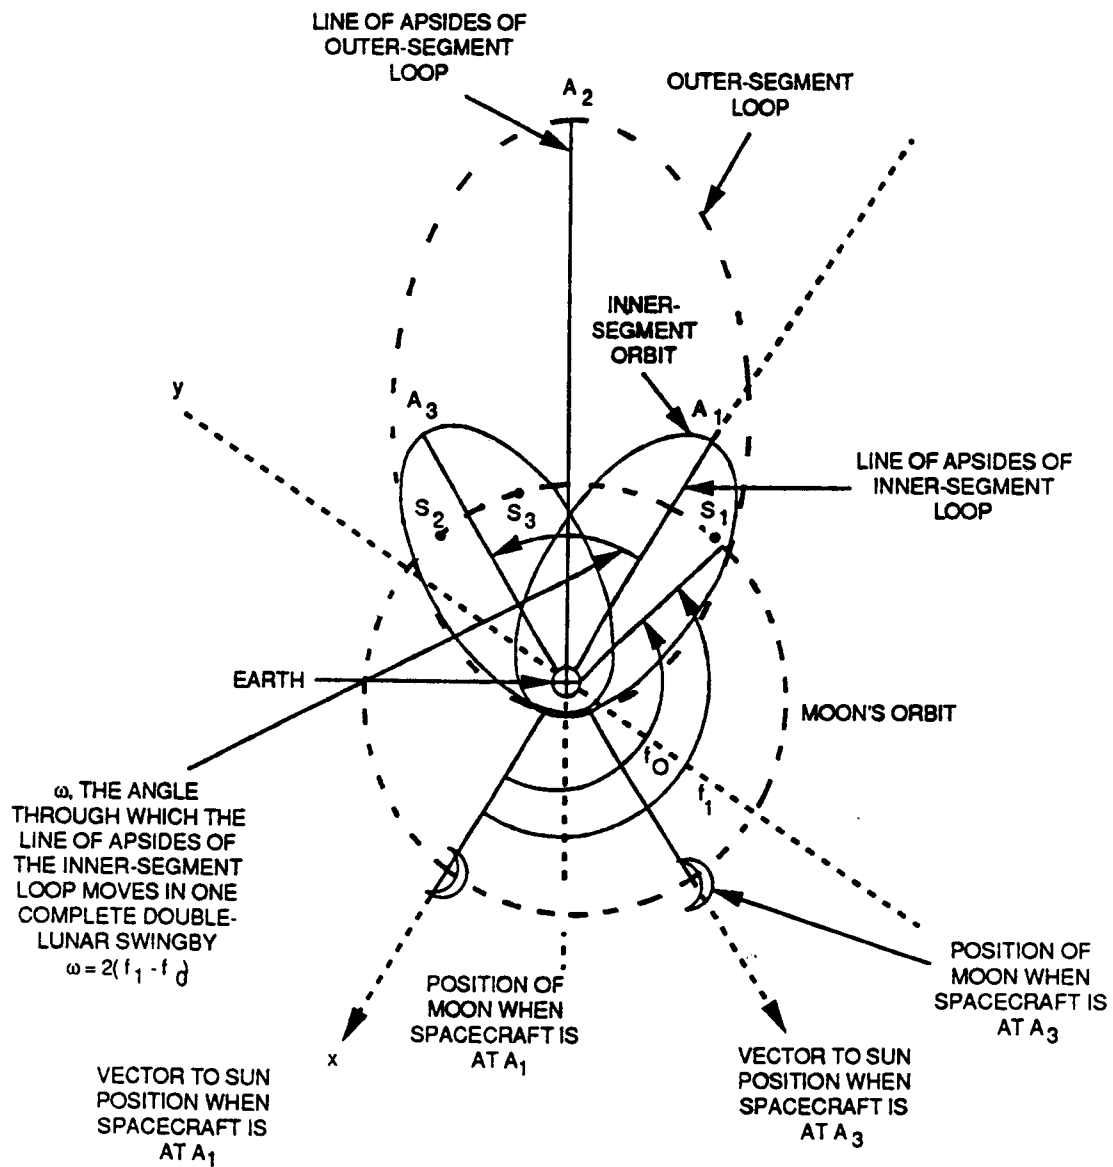 LINE OF APSIDES OF
OUTER-SEGMENT
LOOP
A2
OUTER-SEGMENT
LOOP
INNER-
SEGMENT
ORBIT
y
A3
A1
LINE OF APSIDES OF
INNER-SEGMENT
LOOP
S2
S3
S1
EARTH
MOON'S ORBIT
fO
f1
ω, THE ANGLE
THROUGH WHICH THE
LINE OF APSIDES OF
THE INNER-SEGMENT
LOOP MOVES IN ONE
COMPLETE DOUBLE-
LUNAR SWINGBY
ω = 2( f1 - f0)
POSITION OF
MOON WHEN
SPACECRAFT IS
AT A3
POSITION OF
MOON WHEN
SPACECRAFT IS
AT A1
x
VECTOR TO SUN
POSITION WHEN
SPACECRAFT IS
AT A3
VECTOR TO SUN
POSITION WHEN
SPACECRAFT IS
AT A1